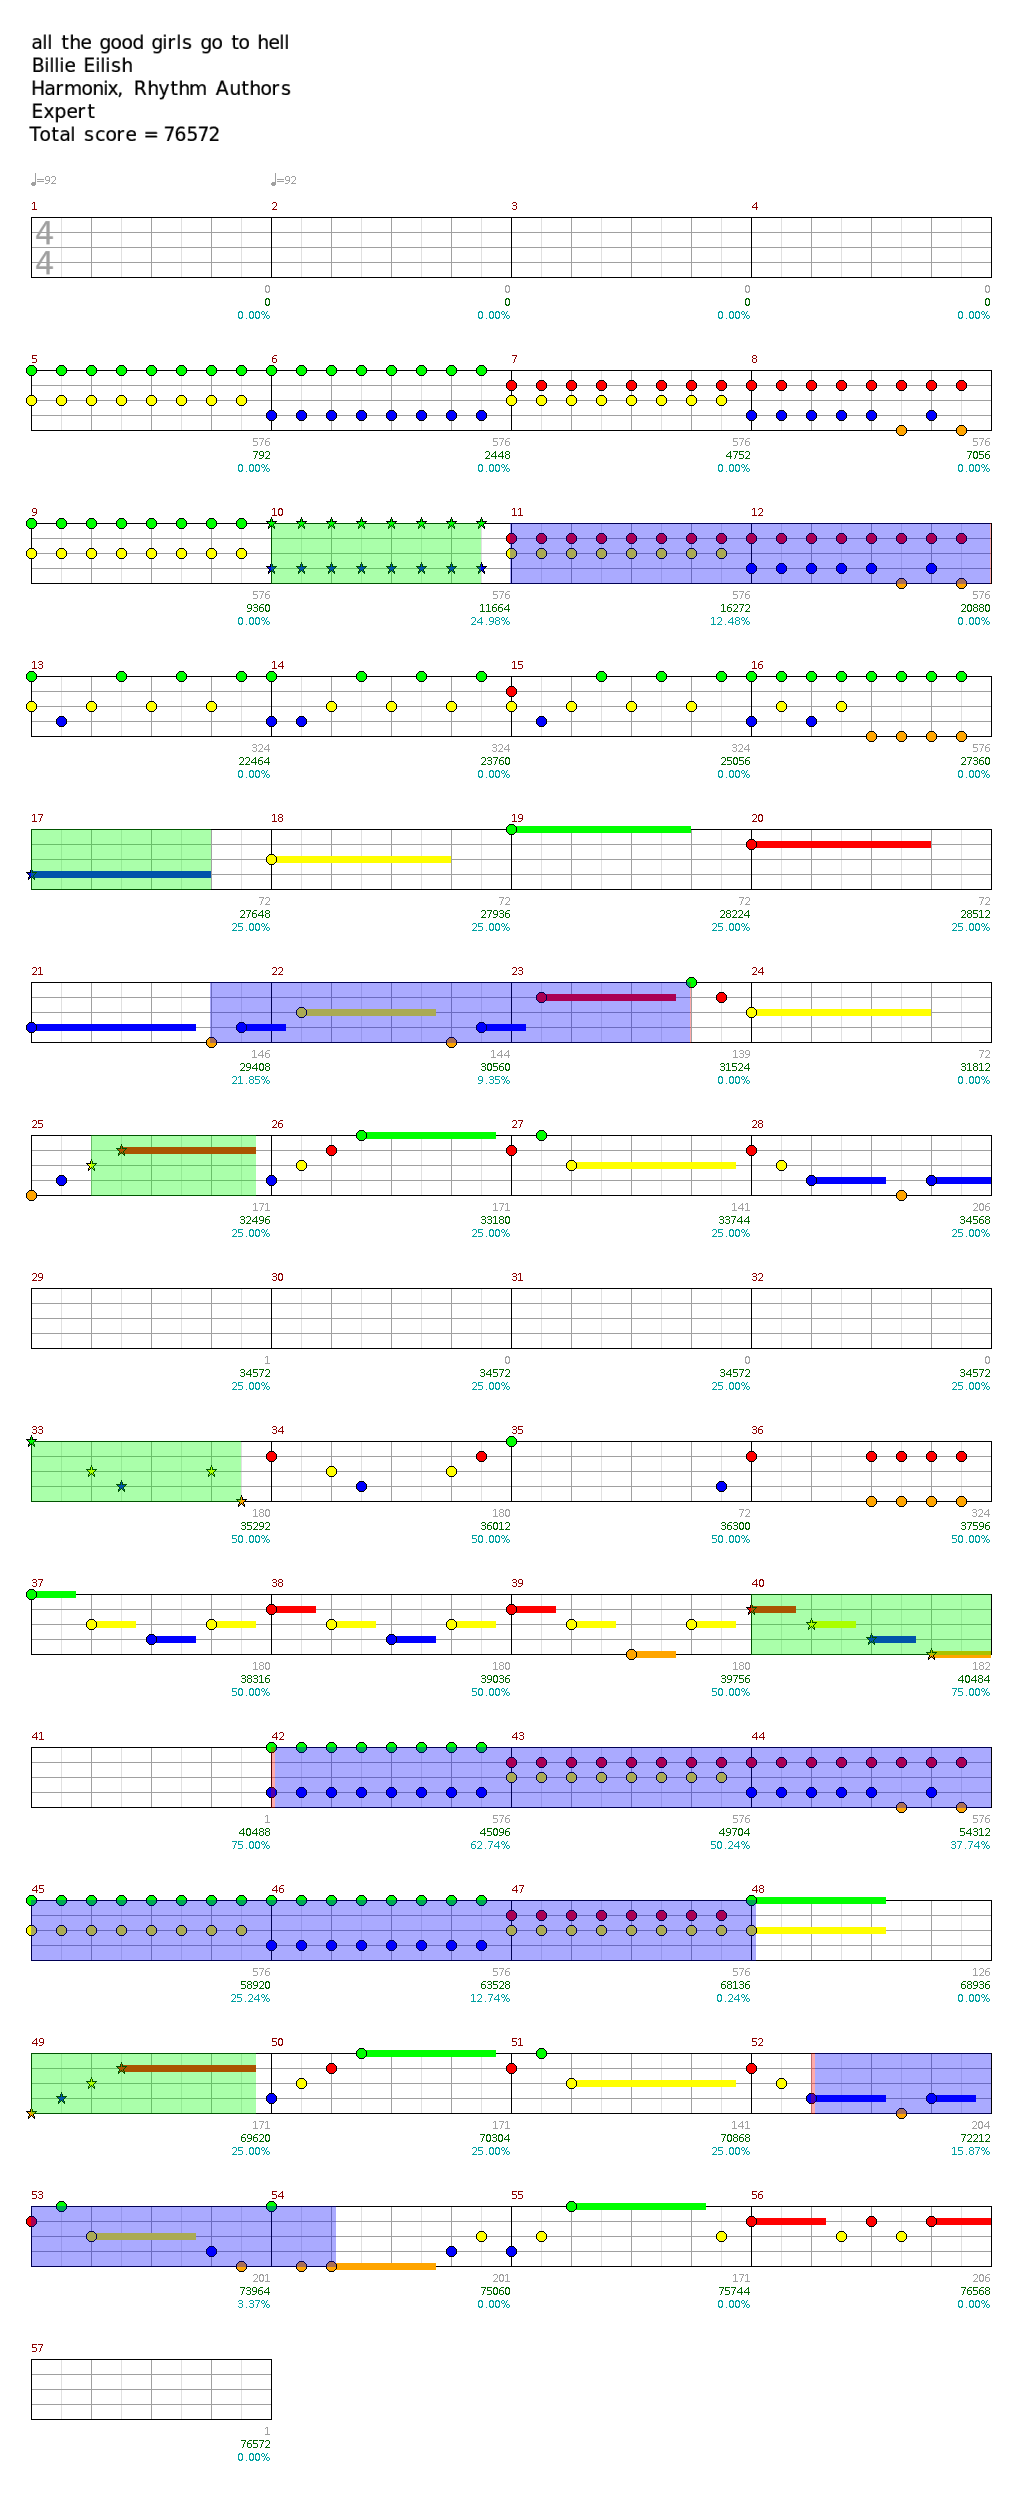 all the good girls go to hell
Billie Eilish
Harmonix, Rhythm Authors
Expert
Total score = 76572
♩=92 ♩=92
1 2 3 4
4
4
0 0 0 0
0 0 0 0
0.00% 0.00% 0.00% 0.00%
5 6 7 8
576 576 576 576
792 2448 4752 7056
0.00% 0.00% 0.00% 0.00%
9 10 11 12
576 576 576 576
9360 11664 16272 20880
0.00% 24.98% 12.48% 0.00%
13 14 15 16
324 324 324 576
22464 23760 25056 27360
0.00% 0.00% 0.00% 0.00%
17 18 19 20
72 72 72 72
27648 27936 28224 28512
25.00% 25.00% 25.00% 25.00%
21 22 23 24
146 144 139 72
29408 30560 31524 31812
21.85% 9.35% 0.00% 0.00%
25 26 27 28
171 171 141 206
32496 33180 33744 34568
25.00% 25.00% 25.00% 25.00%
29 30 31 32
1 0 0 0
34572 34572 34572 34572
25.00% 25.00% 25.00% 25.00%
33 34 35 36
180 180 72 324
35292 36012 36300 37596
50.00% 50.00% 50.00% 50.00%
37 38 39 40
180 180 180 182
38316 39036 39756 40484
50.00% 50.00% 50.00% 75.00%
41 42 43 44
1 576 576 576
40488 45096 49704 54312
75.00% 62.74% 50.24% 37.74%
45 46 47 48
576 576 576 126
58920 63528 68136 68936
25.24% 12.74% 0.24% 0.00%
49 50 51 52
171 171 141 204
69620 70304 70868 72212
25.00% 25.00% 25.00% 15.87%
53 54 55 56
201 201 171 206
73964 75060 75744 76568
3.37% 0.00% 0.00% 0.00%
57
1
76572
0.00%